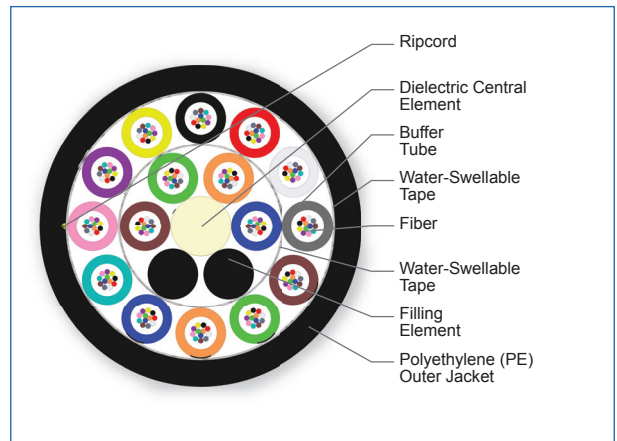 Ripcord
Dielectric Central
Element
Buffer
Tube
Water-Swellable
Tape
Fiber
Water-Swellable
Tape
Filling
Element
Polyethylene (PE)
Outer Jacket